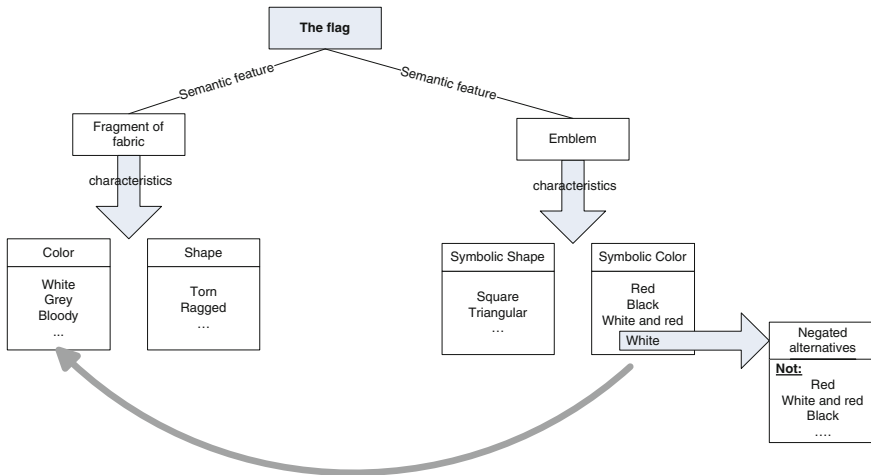 The flag
Semantic feature
Semantic feature
Fragment of
fabric
Emblem
characteristics
characteristics
Color
White
Grey
Bloody
...
Shape
Torn
Ragged
...
Symbolic Shape
Square
Triangular
...
Symbolic Color
Red
Black
White and red
White
Negated
alternatives
Not:
Red
White and red
Black
....